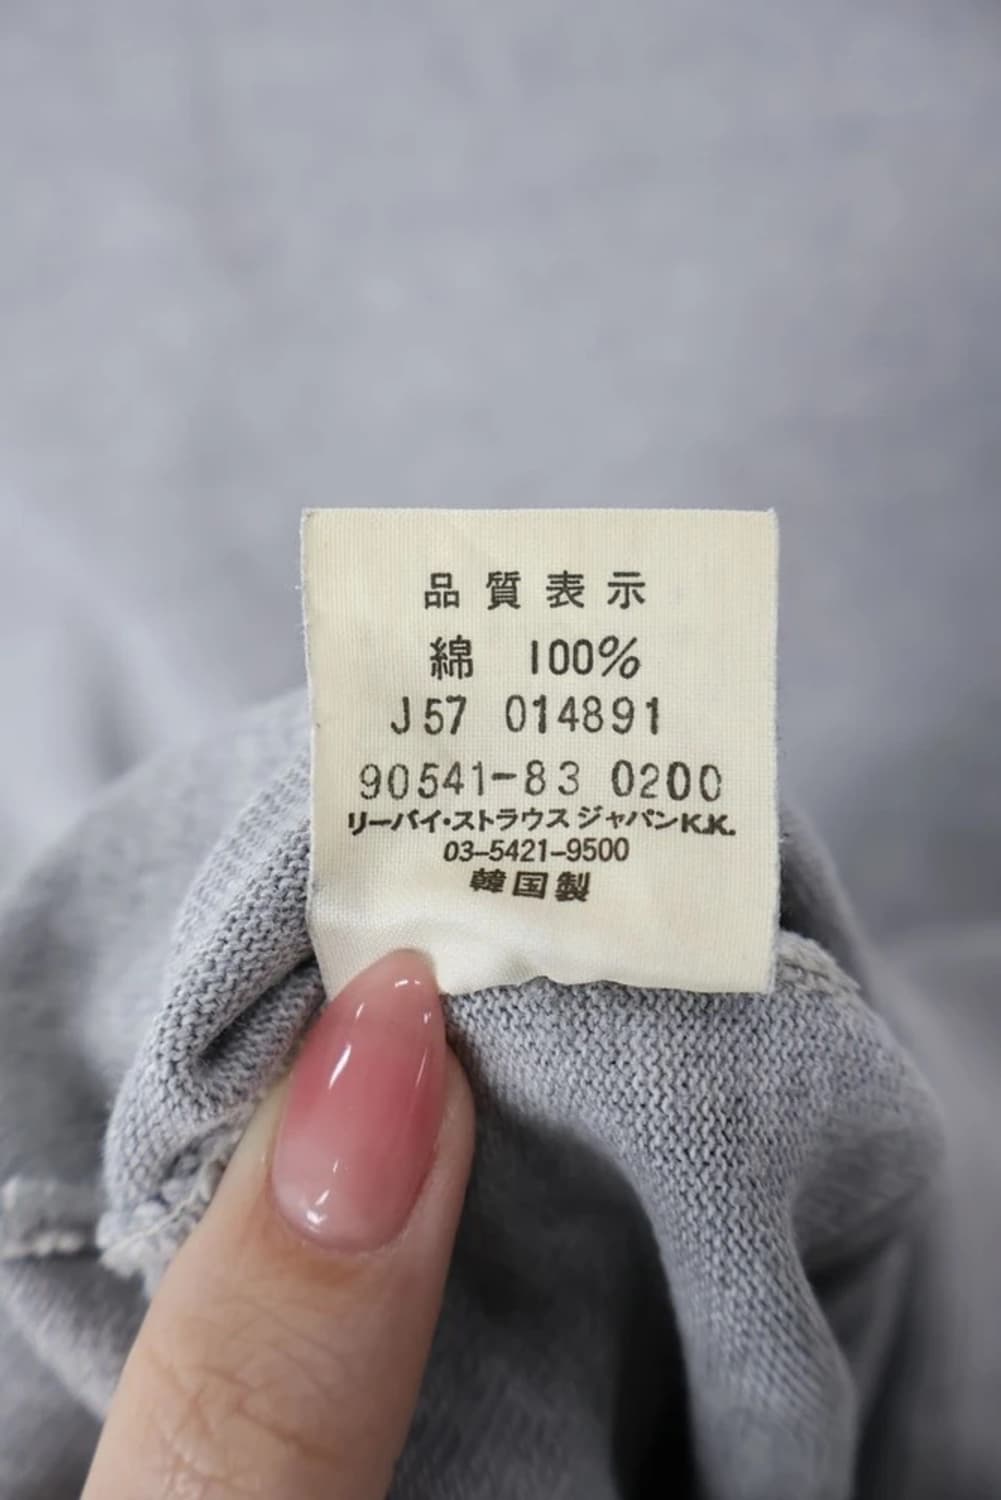 品質表示
綿 100%
J57 014891
90541-83 0200
リーバイ・ストラウス ジャパンK.K.
03-5421-9500
韓国製